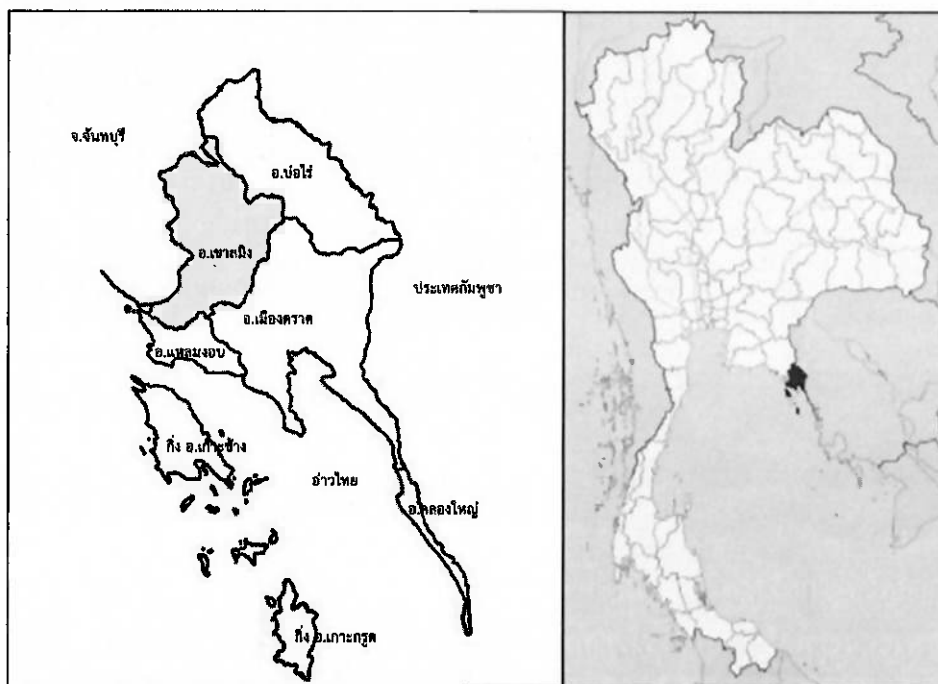 จ.จันทบุรี
อ.บ่อไร่
อ.เขาสมิง
ประเทศกัมพูชา
อ.เมืองตราด
อ.แหลมงอบ
กิ่ง อ.เกาะช้าง
อ่าวไทย
อ.คลองใหญ่
กิ่ง อ.เกาะกรูด